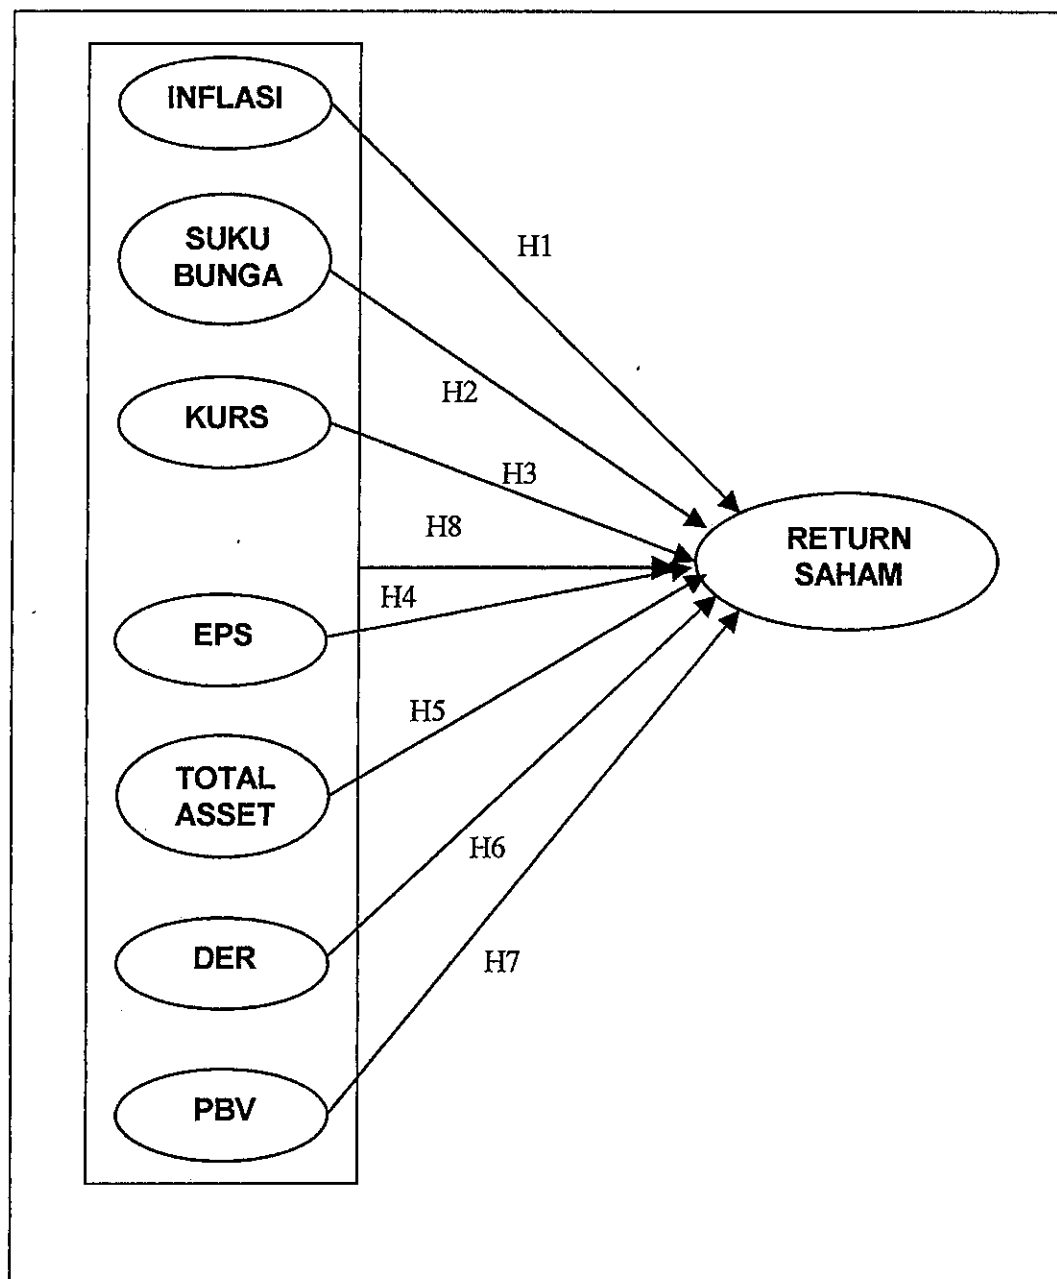 INFLASI
SUKU
BUNGA
H1
H2
KURS
H3
H8
RETURN
SAHAM
H4
EPS
H5
TOTAL
ASSET
H6
DER
H7
PBV